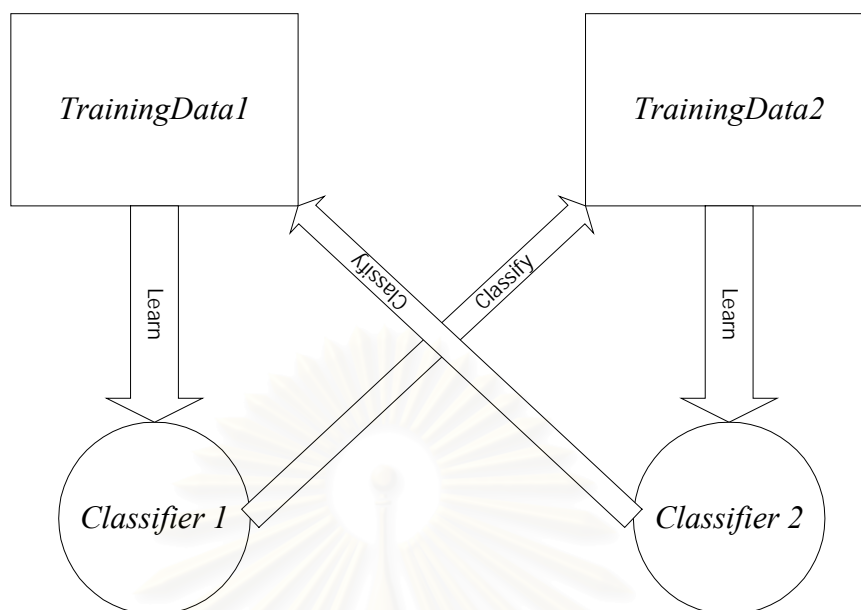 TrainingData1
TrainingData2
Classify
Classify
Learn
Learn
Classifier 1
Classifier 2